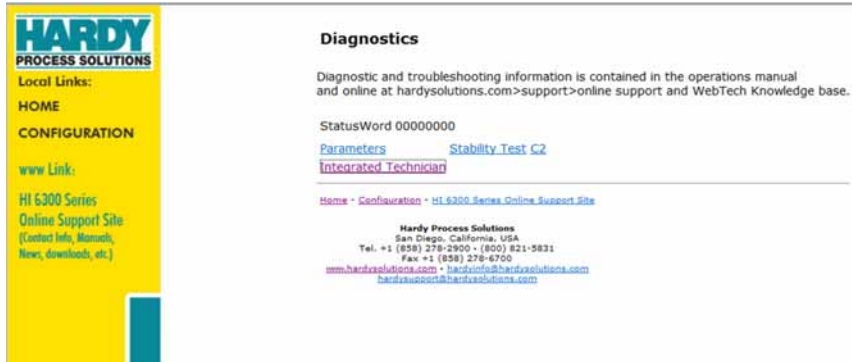 HARDY
PROCESS SOLUTIONS
Local Links:
HOME
CONFIGURATION
www Link:
HI 6300 Series
Online Support Site
(Contact Info, Manuals,
News, downloads, etc.)
Diagnostics
Diagnostic and troubleshooting information is contained in the operations manual
and online at hardysolutions.com>support>online support and WebTech Knowledge base.
StatusWord 00000000
Parameters Stability Test C2
Integrated Technician
Home - Configuration - HI 6300 Series Online Support Site
Hardy Process Solutions
San Diego, California, USA
Tel. +1 (858) 278-2900 - (800) 821-5831
Fax +1 (858) 278-6700
www.hardysolutions.com - hardyinfo@hardysolutions.com
hardysupport@hardysolutions.com